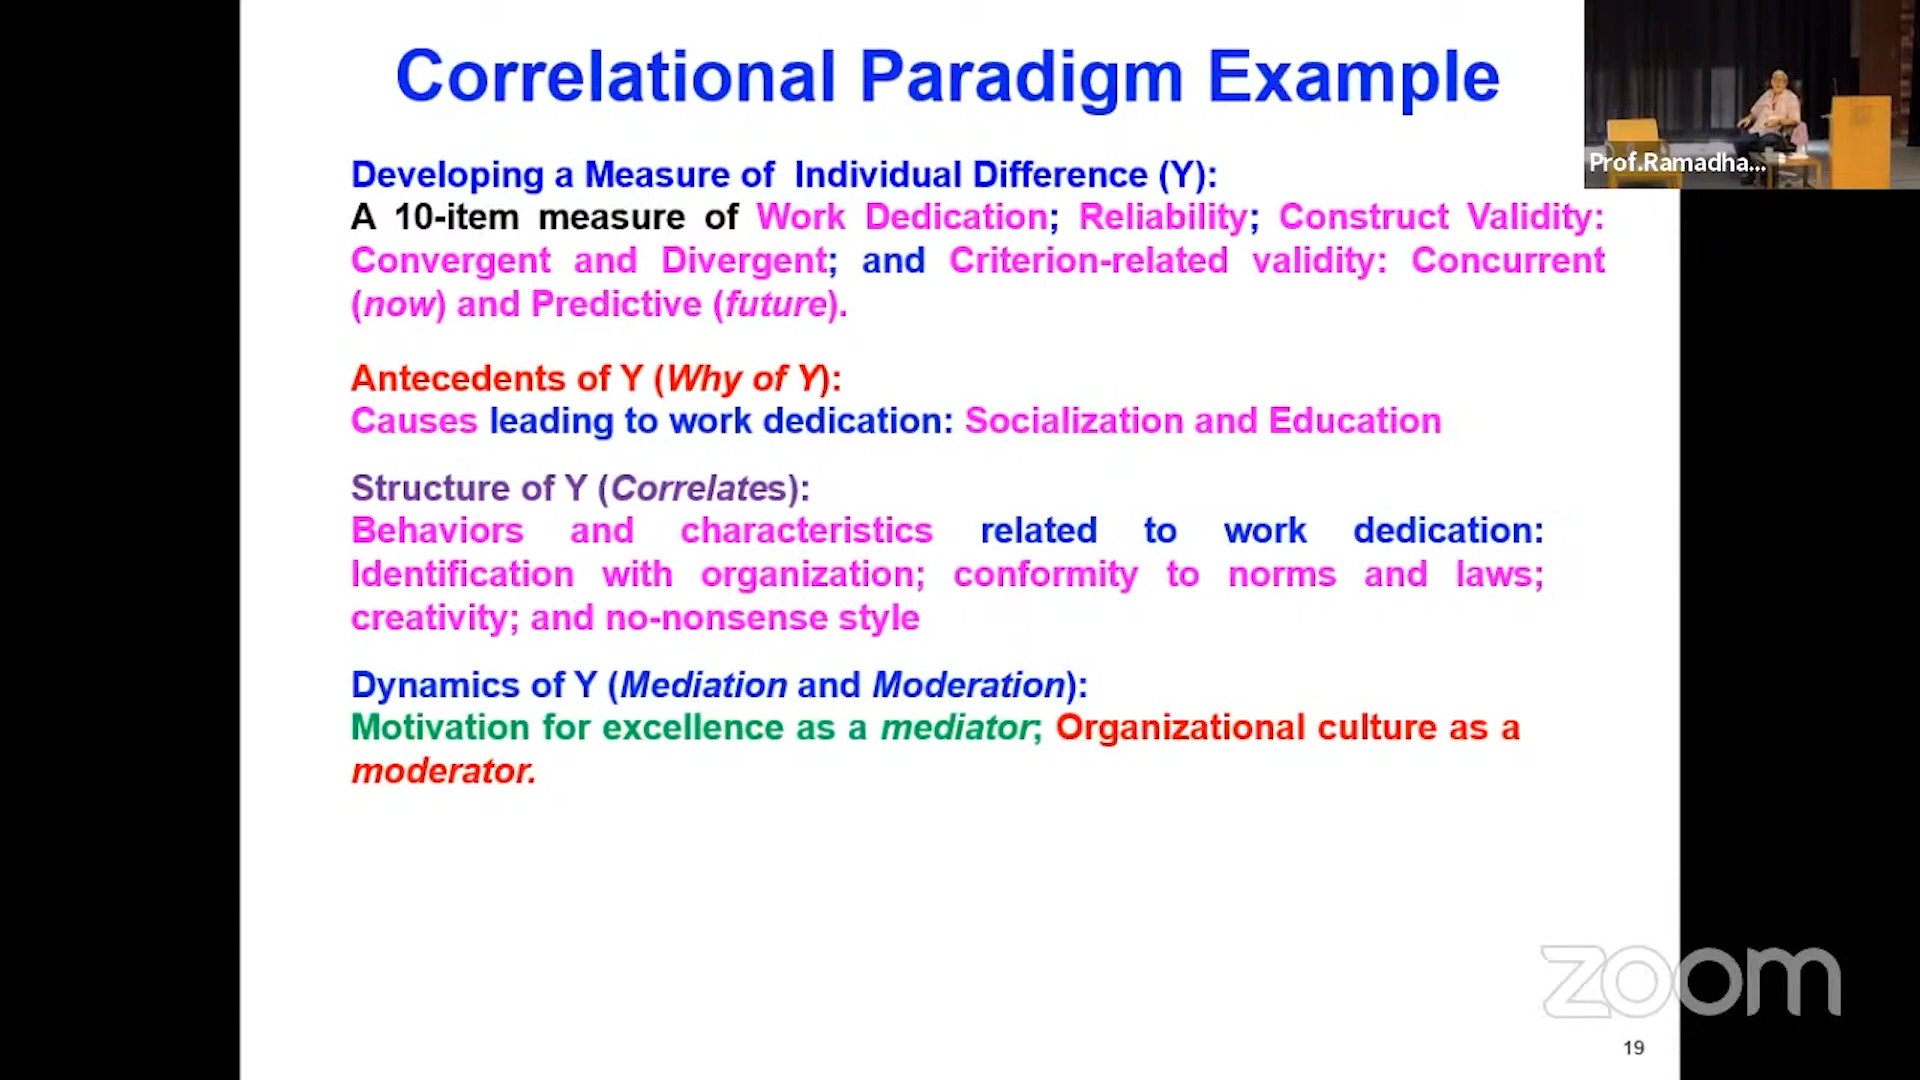 Correlational Paradigm Example
Prof.Ramadha...
Developing a Measure of Individual Difference (Y):
A 10-item measure of Work Dedication; Reliability; Construct Validity:
Convergent and Divergent; and Criterion-related validity: Concurrent
(now) and Predictive (future).
Antecedents of Y (Why of Y):
Causes leading to work dedication: Socialization and Education
Structure of Y (Correlates):
Behaviors and characteristics related to work dedication:
Identification with organization; conformity to norms and laws;
creativity; and no-nonsense style
Dynamics of Y (Mediation and Moderation):
Motivation for excellence as a mediator; Organizational culture as a
moderator.
zoom
19